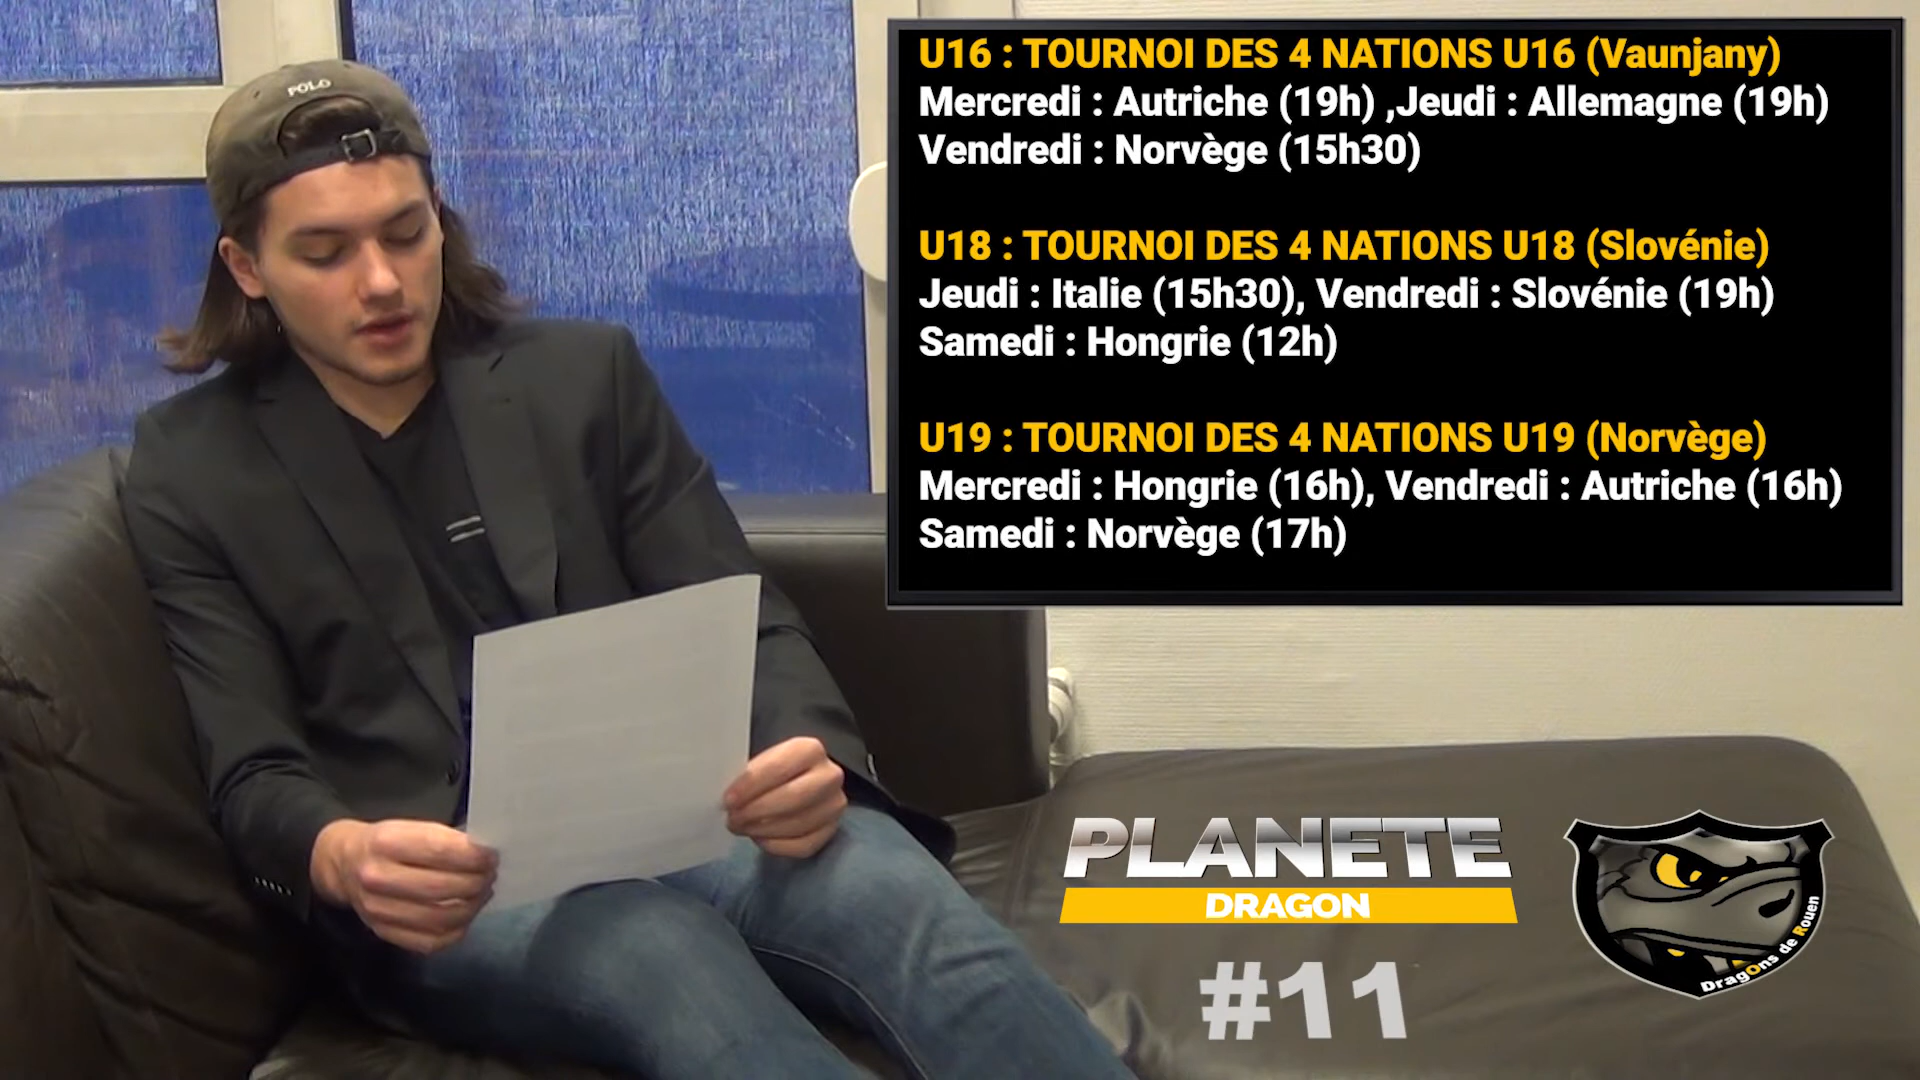 POLO
U16 : TOURNOI DES 4 NATIONS U16 (Vaunjany)
Mercredi : Autriche (19h) ,Jeudi : Allemagne (19h)
Vendredi : Norvège (15h30)
U18 : TOURNOI DES 4 NATIONS U18 (Slovénie)
Jeudi : Italie (15h30), Vendredi : Slovénie (19h)
Samedi : Hongrie (12h)
U19 : TOURNOI DES 4 NATIONS U19 (Norvège)
Mercredi : Hongrie (16h), Vendredi : Autriche (16h)
Samedi : Norvège (17h)
PLANETE
DRAGON
#11
DragOns de Rouen